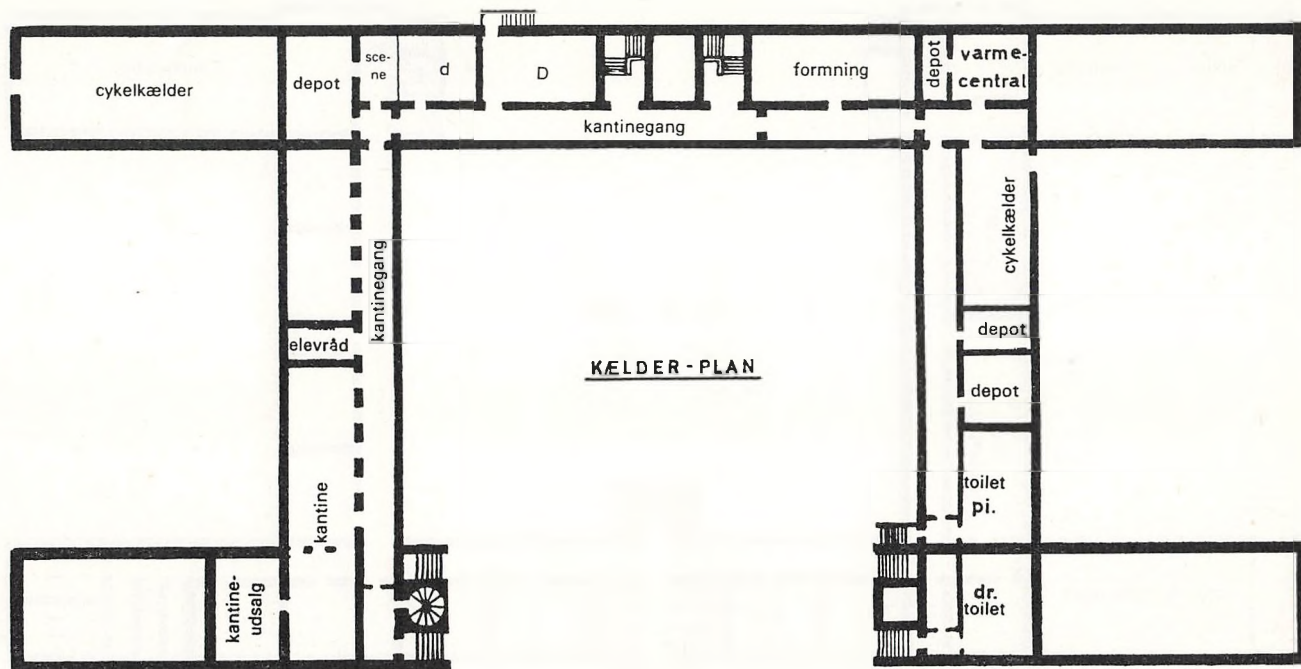 cykelkælder
depot
sce-
ne
d
D
formning
depot
varme-
central
kantinegang
kantinegang
cykelkælder
elevråd
depot
KÆLDER-PLAN
depot
kantine
toilet
pi.
kantine-
udsalg
dr.
toilet